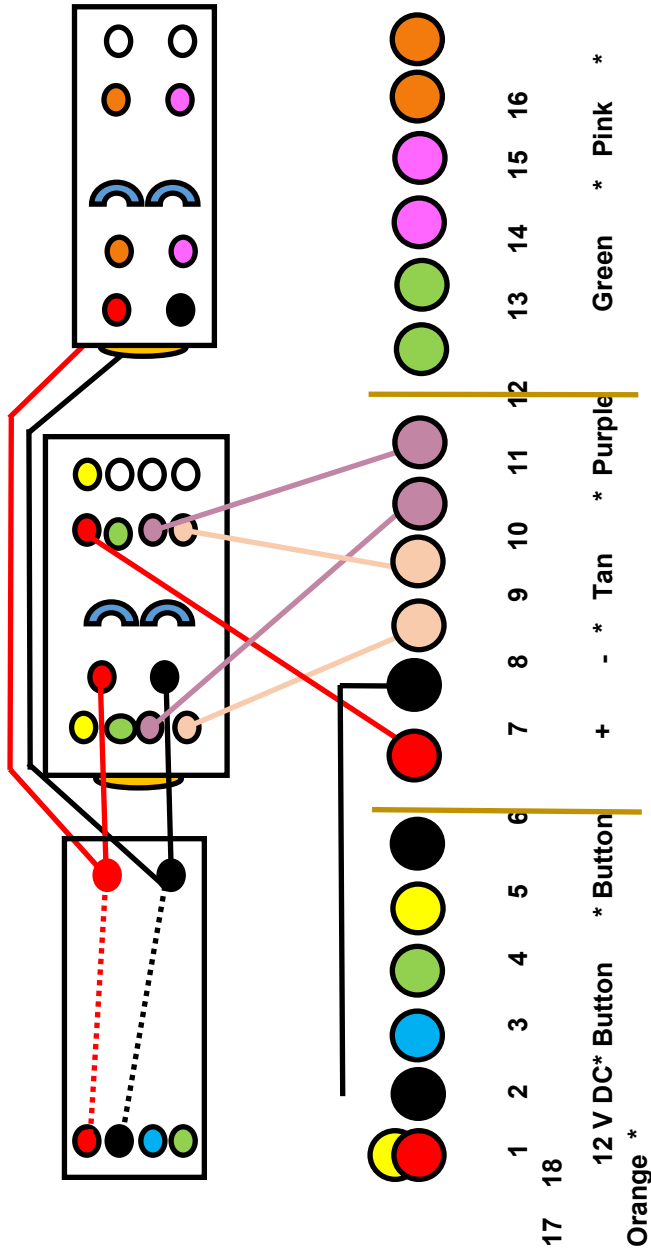 1 2 3 4 5 6 7 8 9 10 11 12 13 14 15 16
17 18
12 V DC* Button * Button + - * Tan * Purple Green * Pink *
Orange *